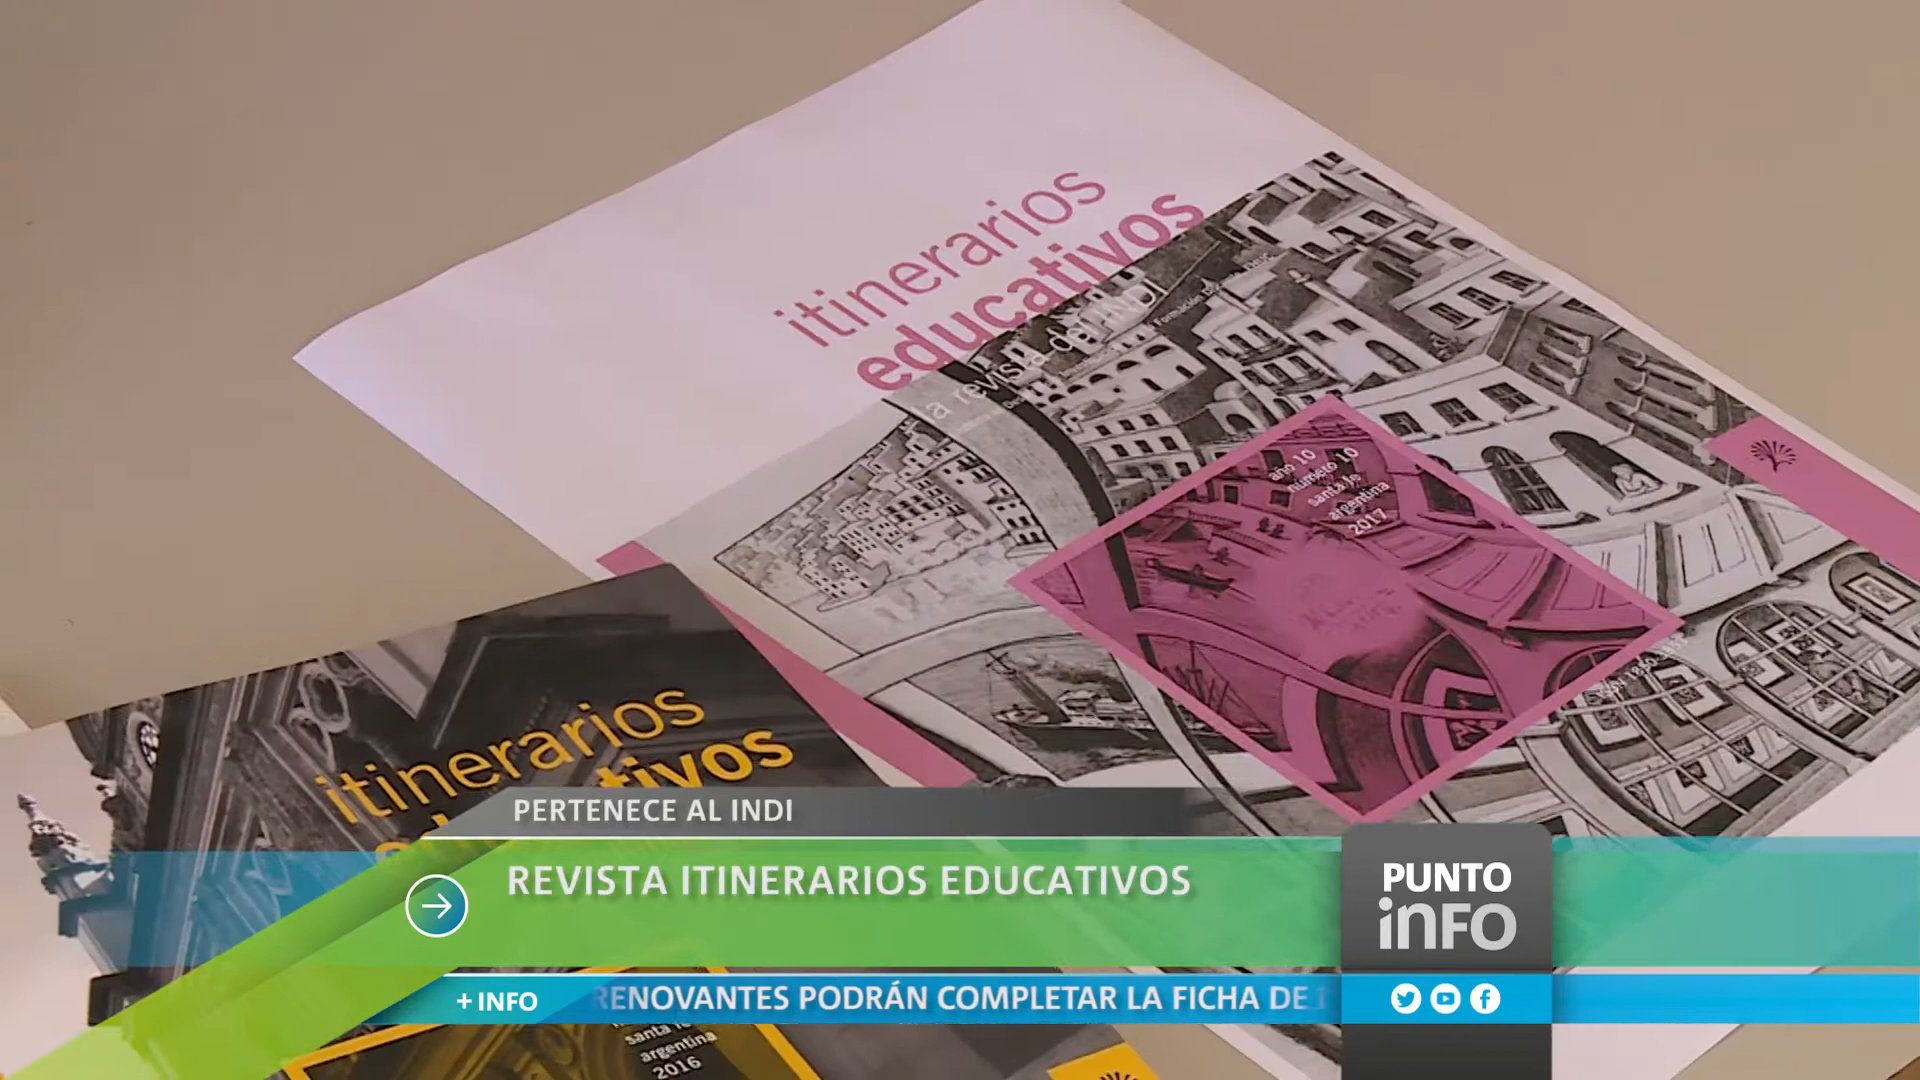 itinerarios
educativos
la revista del INDI
año 10
número 10
santa fe
argentina
2017
itinerarios
santa fe
argentina
2016
PERTENECE AL INDI
REVISTA ITINERARIOS EDUCATIVOS
PUNTO
iNFO
+ INFO
RENOVANTES PODRÁN COMPLETAR LA FICHA DE